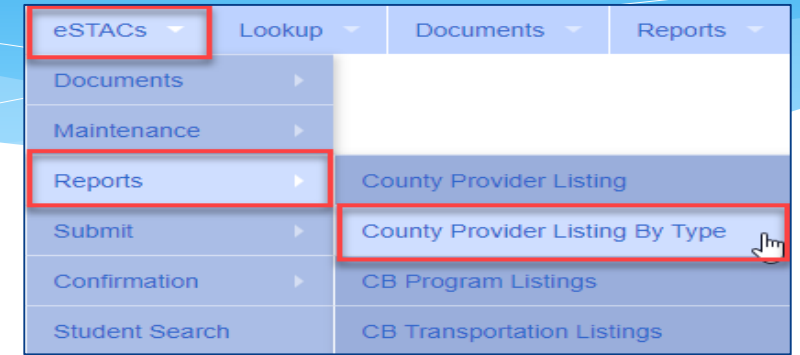 eSTACs Lookup Documents Reports
Documents
Maintenance
Reports County Provider Listing
Submit County Provider Listing By Type
Confirmation CB Program Listings
Student Search CB Transportation Listings